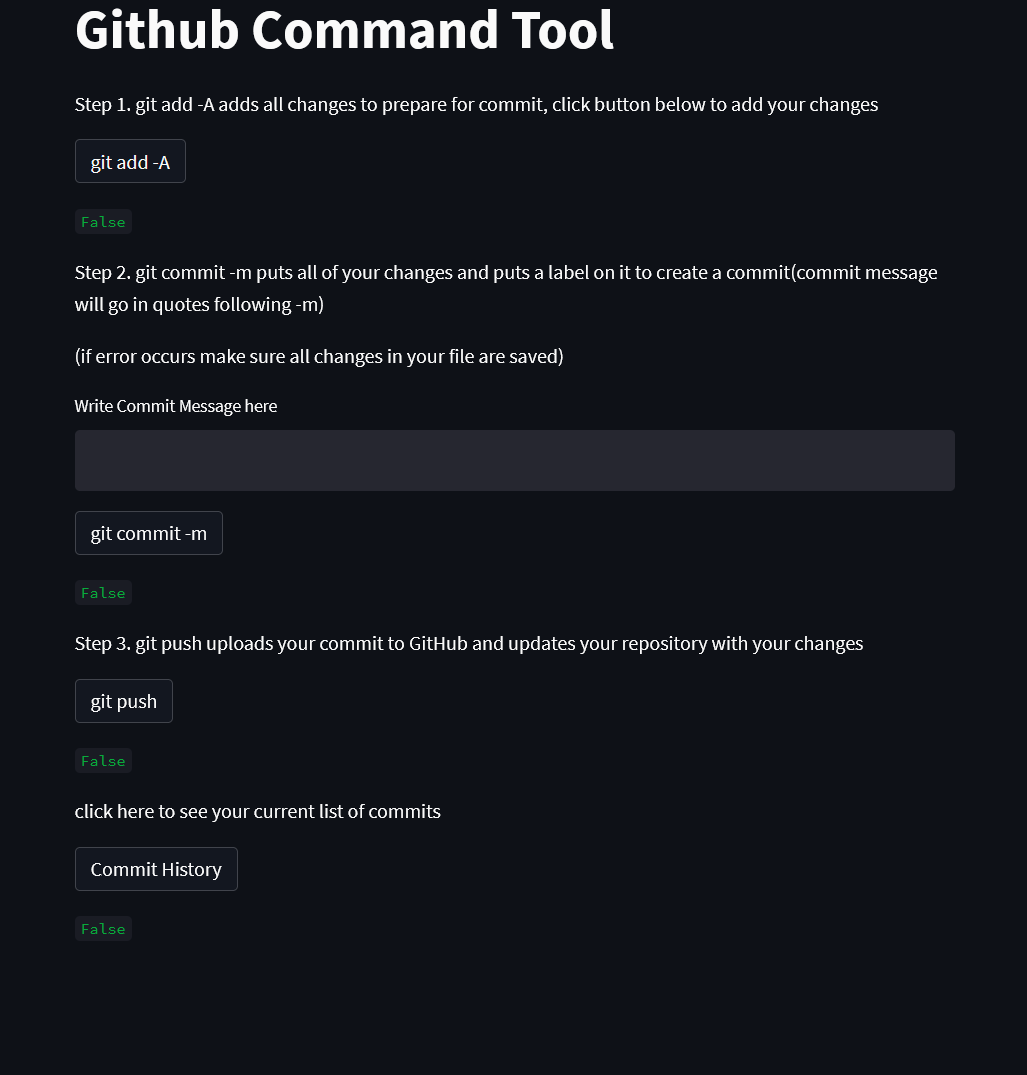 Github Command Tool
Step 1. git add -A adds all changes to prepare for commit, click button below to add your changes
git add -A
False
Step 2. git commit -m puts all of your changes and puts a label on it to create a commit(commit message
will go in quotes following -m)
(if error occurs make sure all changes in your file are saved)
Write Commit Message here
git commit -m
False
Step 3. git push uploads your commit to GitHub and updates your repository with your changes
git push
False
click here to see your current list of commits
Commit History
False